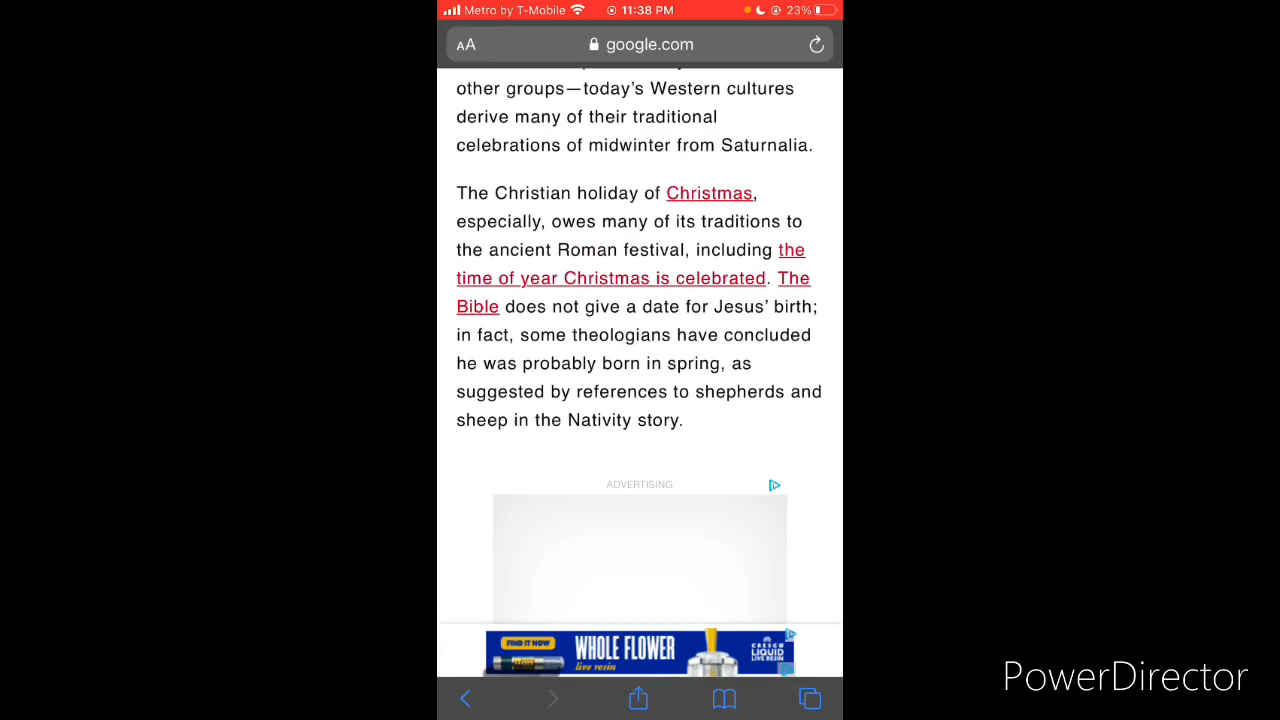 Metro by T-Mobile 11:38 PM 23%
AA google.com
other groups—today's Western cultures
derive many of their traditional
celebrations of midwinter from Saturnalia.
The Christian holiday of Christmas,
especially, owes many of its traditions to
the ancient Roman festival, including the
time of year Christmas is celebrated. The
Bible does not give a date for Jesus' birth;
in fact, some theologians have concluded
he was probably born in spring, as
suggested by references to shepherds and
sheep in the Nativity story.
ADVERTISING
FIND IT NOW
WHOLE FLOWER
live resin
CRESCO
LIQUID
LIVE RESIN
PowerDirector